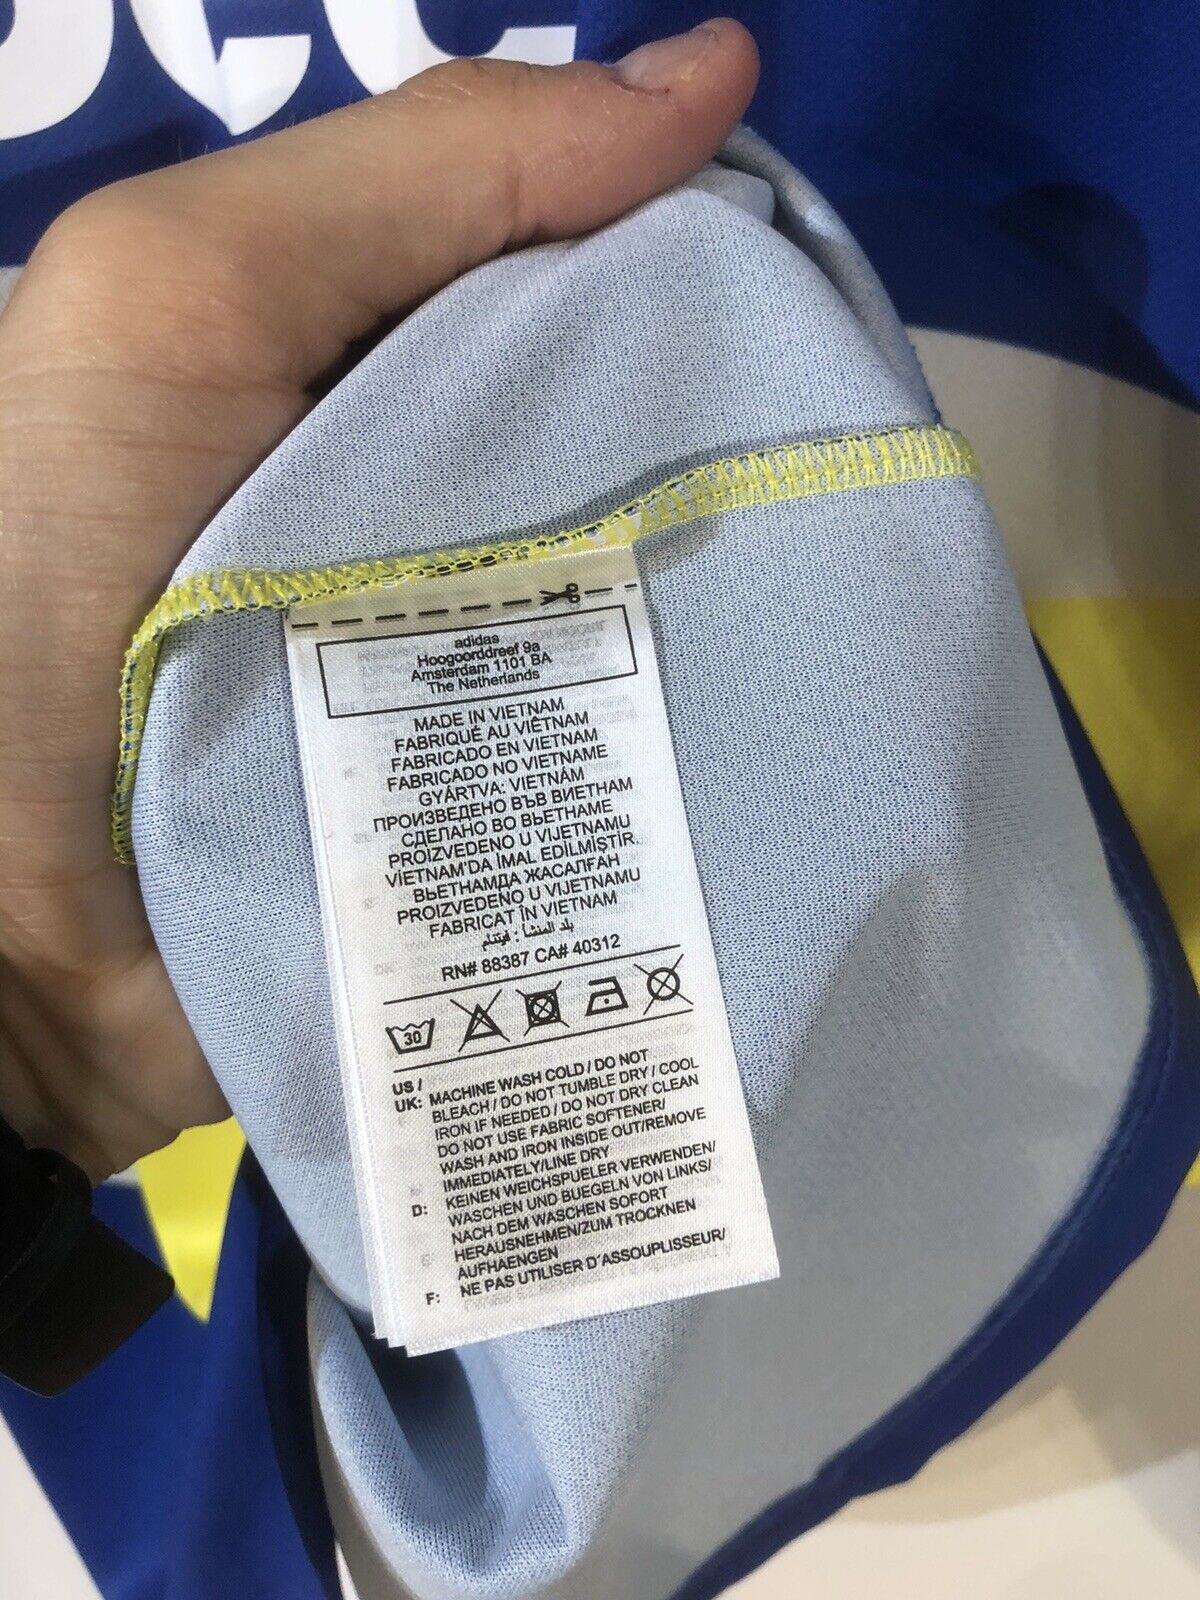 adidas
Hoogoorddreef 9a
Amsterdam 1101 BA
The Netherlands
MADE IN VIETNAM
FABRIQUÉ AU VIÊTNAM
FABRICADO EN VIETNAM
FABRICADO NO VIETNAME
GYÁRTVA: VIETNÁM
ПРОИЗВЕДЕНО ВЪВ ВИЕТНАМ
СДЕЛАНО ВО ВЬЕТНАМЕ
PROIZVEDENO U VIJETNAMU
VİETNAM'DA İMAL EDİLMİŞTİR.
ВЬЕТНАМДА ЖАСАЛҒАН
PROIZVEDENO U VIJETNAMU
FABRICAT ÎN VIETNAM
بلد المنشأ : فيتنام
RN# 88387 CA# 40312
30
US / UK: MACHINE WASH COLD / DO NOT
BLEACH / DO NOT TUMBLE DRY / COOL
IRON IF NEEDED / DO NOT DRY CLEAN
DO NOT USE FABRIC SOFTENER/
WASH AND IRON INSIDE OUT/REMOVE
IMMEDIATELY/LINE DRY
D: KEINEN WEICHSPUELER VERWENDEN/
WASCHEN UND BUEGELN VON LINKS/
NACH DEM WASCHEN SOFORT
HERAUSNEHMEN/ZUM TROCKNEN
AUFHAENGEN
F: NE PAS UTILISER D´ASSOUPLISSEUR/